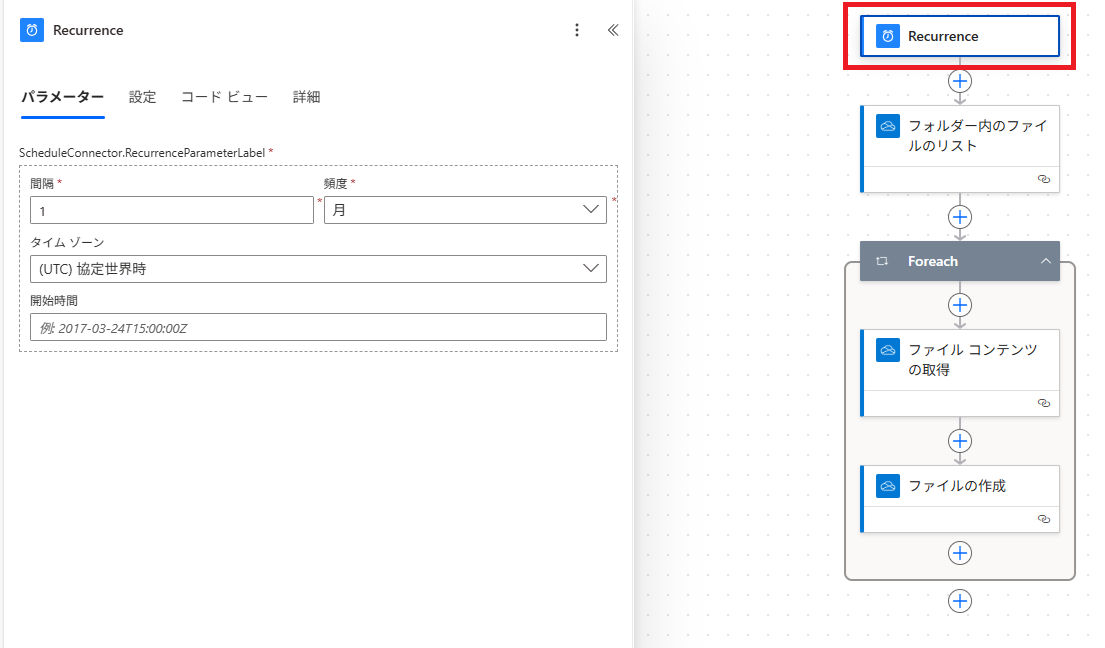 Recurrence
パラメーター 設定 コード ビュー 詳細
ScheduleConnector.RecurrenceParameterLabel *
間隔 * 頻度 *
1 * 月 *
タイム ゾーン
(UTC) 協定世界時
開始時間
例: 2017-03-24T15:00:00Z
Recurrence
フォルダー内のファイ
ルのリスト
Foreach
ファイル コンテンツ
の取得
ファイルの作成